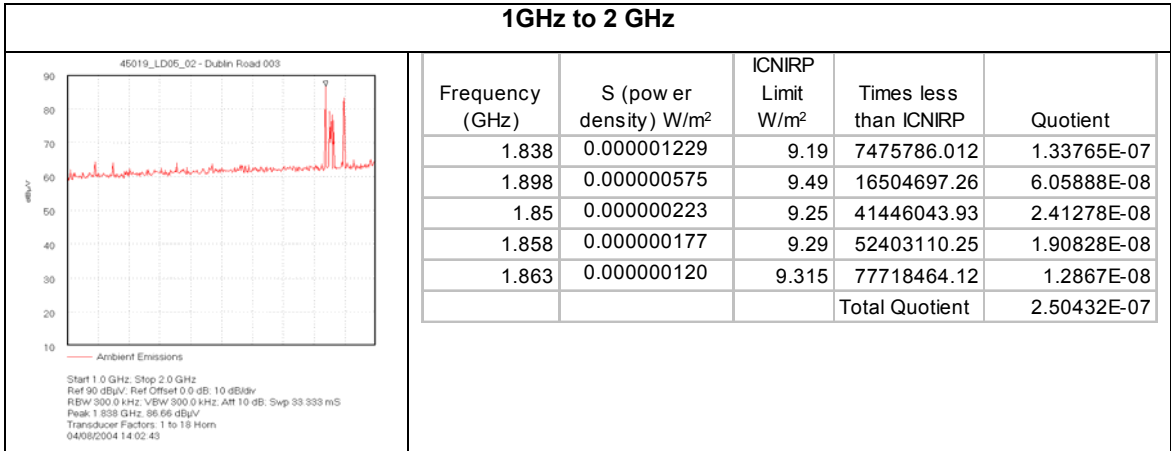 1GHz to 2 GHz
45019_LD05_02 - Dublin Road 003
90
80
70
60
50
40
30
20
10
dBµV
Ambient Emissions
Start 1.0 GHz, Stop 2.0 GHz
Ref 90 dBµV; Ref Offset 0.0 dB; 10 dB/div
RBW 300.0 kHz; VBW 300.0 kHz; Att 10 dB; Swp 33.333 mS
Peak 1.838 GHz, 86.66 dBµV
Transducer Factors: 1 to 18 Horn
04/08/2004 14:02:43
Frequency (GHz) S (pow er density) W/m² ICNIRP Limit W/m² Times less than ICNIRP Quotient
1.838 0.000001229 9.19 7475786.012 1.33765E-07
1.898 0.000000575 9.49 16504697.26 6.05888E-08
1.85 0.000000223 9.25 41446043.93 2.41278E-08
1.858 0.000000177 9.29 52403110.25 1.90828E-08
1.863 0.000000120 9.315 77718464.12 1.2867E-08
Total Quotient 2.50432E-07